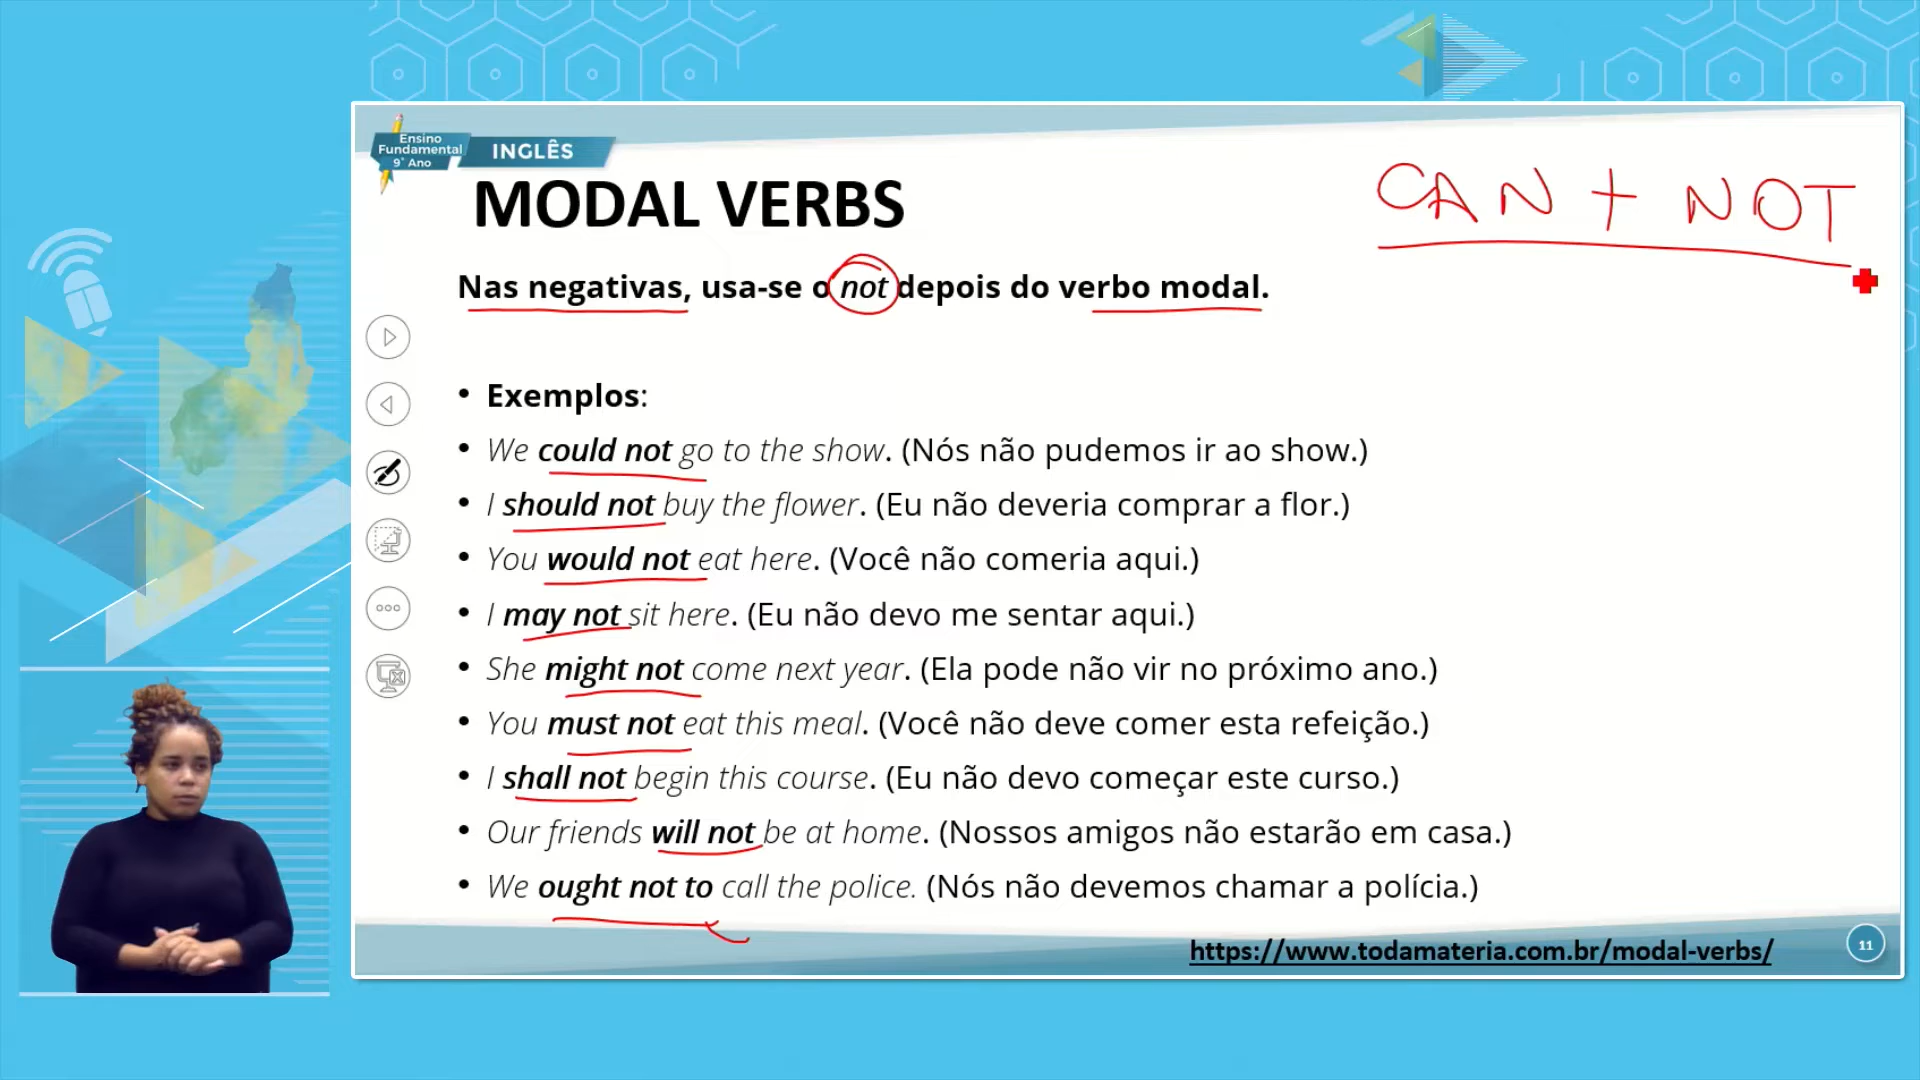 Ensino
Fundamental
9° Ano
INGLÊS
CAN + NOT
MODAL VERBS
Nas negativas, usa-se o not depois do verbo modal.
• Exemplos:
• We could not go to the show. (Nós não pudemos ir ao show.)
• I should not buy the flower. (Eu não deveria comprar a flor.)
• You would not eat here. (Você não comeria aqui.)
• I may not sit here. (Eu não devo me sentar aqui.)
• She might not come next year. (Ela pode não vir no próximo ano.)
• You must not eat this meal. (Você não deve comer esta refeição.)
• I shall not begin this course. (Eu não devo começar este curso.)
• Our friends will not be at home. (Nossos amigos não estarão em casa.)
• We ought not to call the police. (Nós não devemos chamar a polícia.)
https://www.todamateria.com.br/modal-verbs/
11